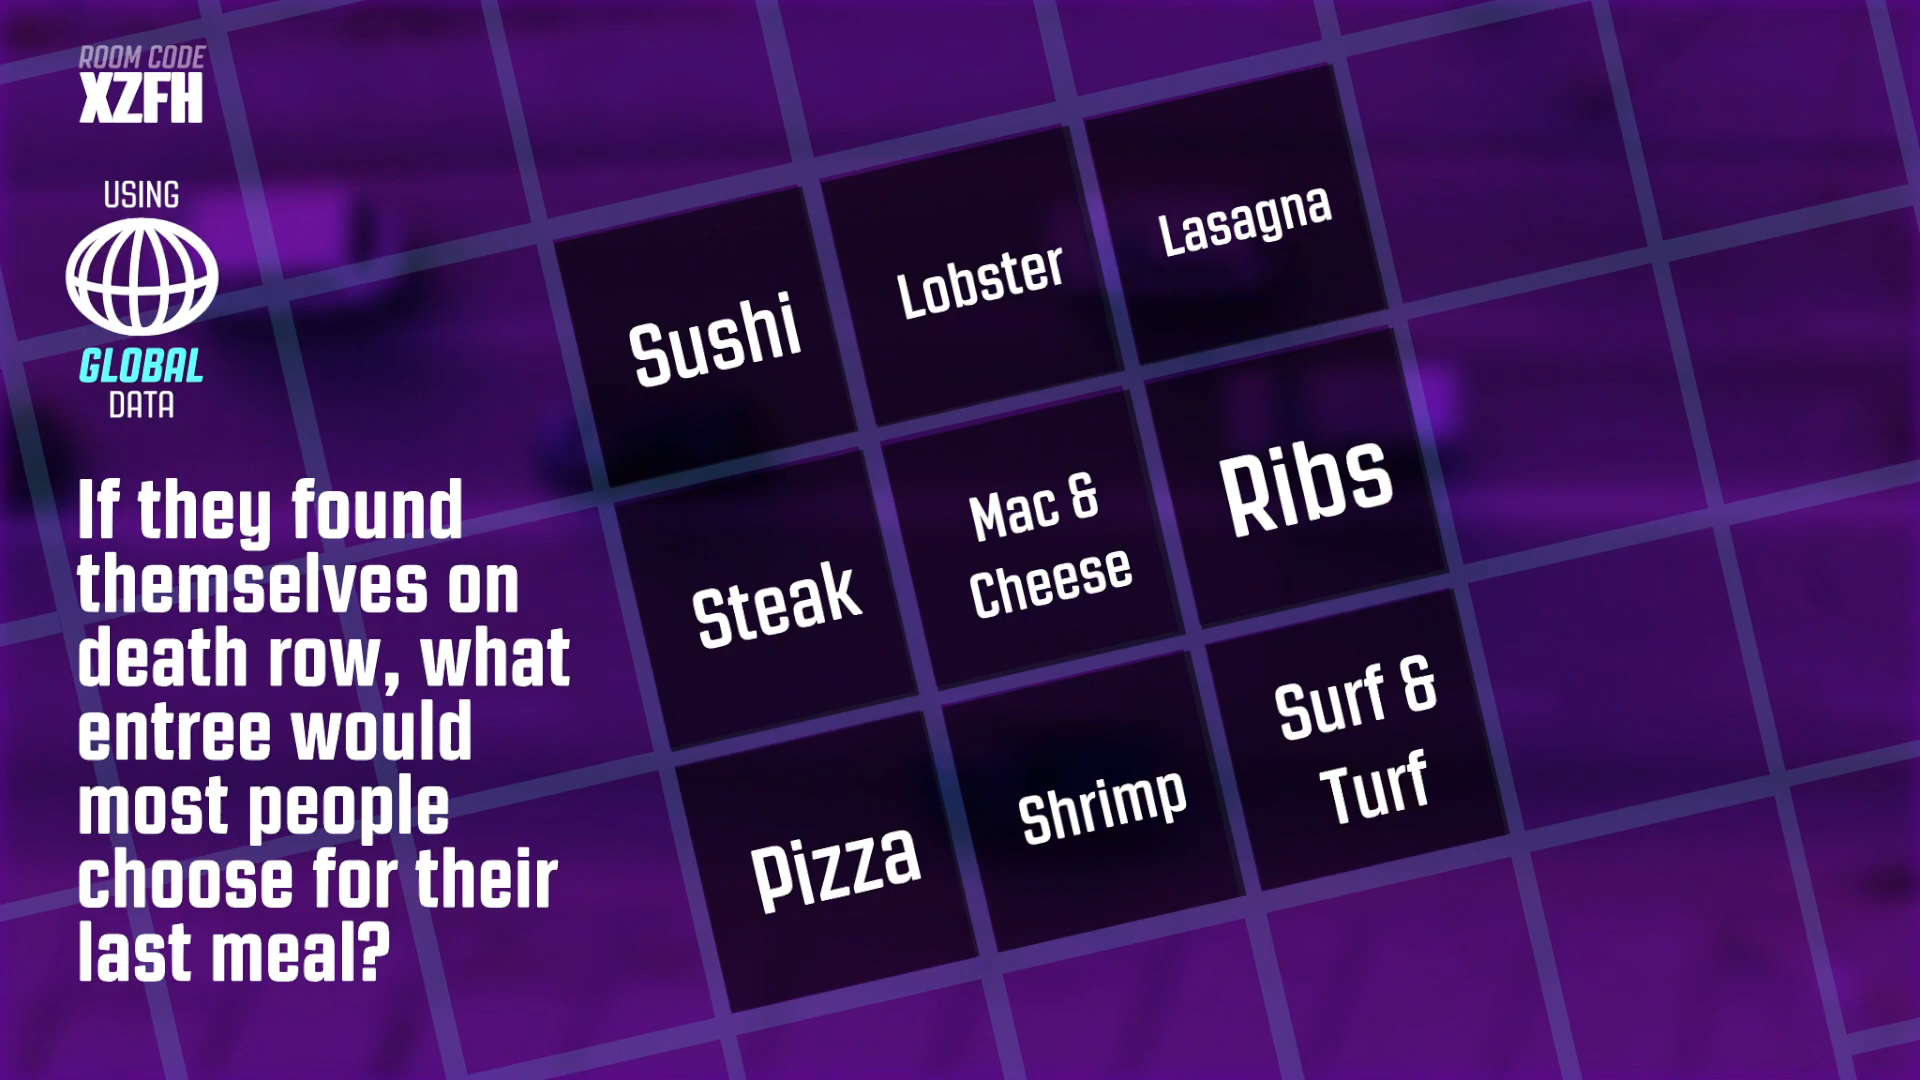 ROOM CODE
XZFH
USING
GLOBAL
DATA
If they found
themselves on
death row, what
entree would
most people
choose for their
last meal?
Sushi
Lobster
Lasagna
Steak
Mac &
Cheese
Ribs
Pizza
Shrimp
Surf &
Turf